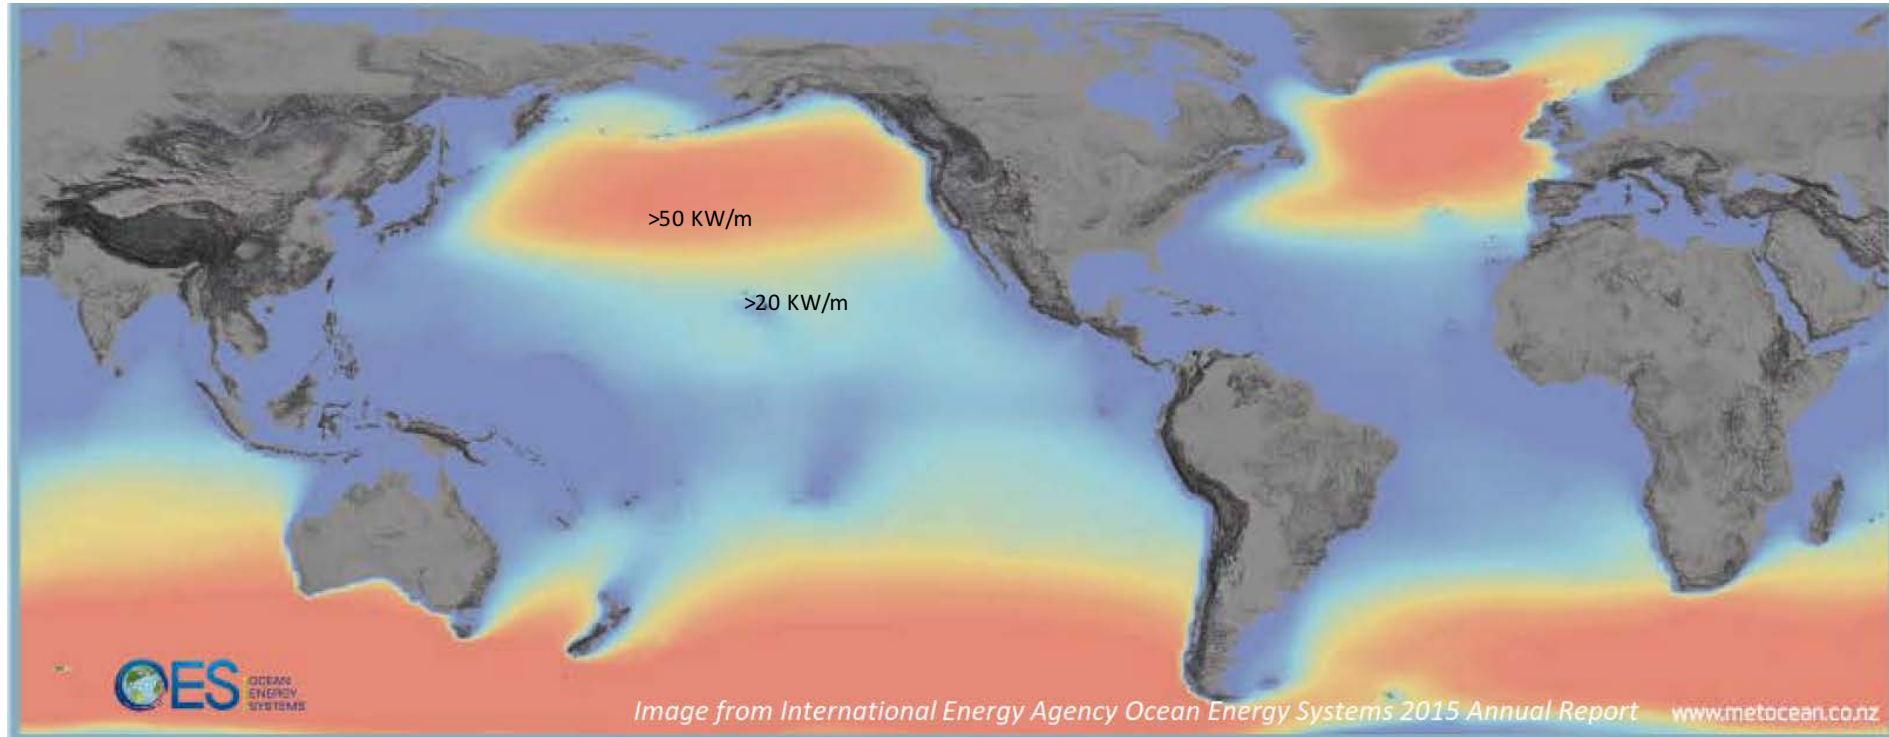 >50 KW/m
>20 KW/m
OES
OCEAN
ENERGY
SYSTEMS
Image from International Energy Agency Ocean Energy Systems 2015 Annual Report
www.metocean.co.nz